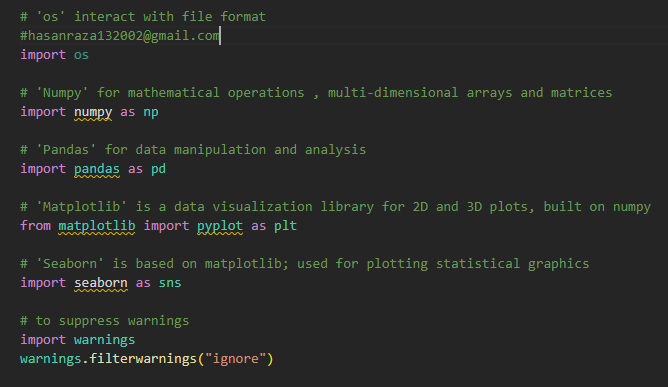 # 'os' interact with file format
#hasanraza132002@gmail.com
import os
# 'Numpy' for mathematical operations , multi-dimensional arrays and matrices
import numpy as np
# 'Pandas' for data manipulation and analysis
import pandas as pd
# 'Matplotlib' is a data visualization library for 2D and 3D plots, built on numpy
from matplotlib import pyplot as plt
# 'Seaborn' is based on matplotlib; used for plotting statistical graphics
import seaborn as sns
# to suppress warnings
import warnings
warnings.filterwarnings("ignore")